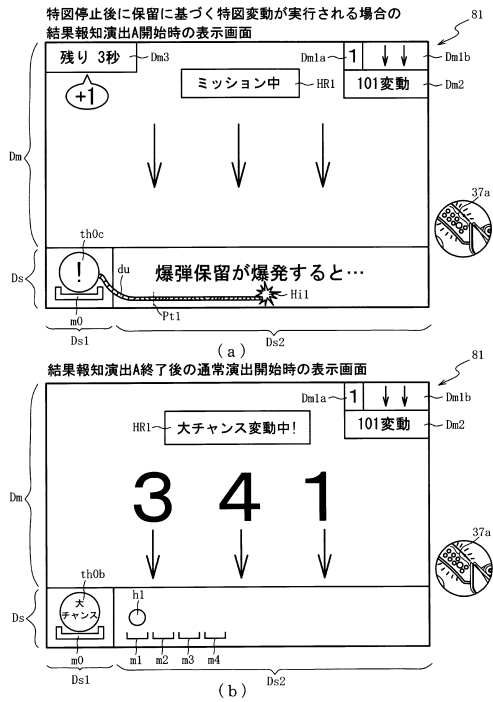 特図停止後に保留に基づく特図変動が実行される場合の
結果報知演出A開始時の表示画面
81
残り 3秒
Dm3
Dm1a
1
Dm1b
+1
ミッション中
HR1
101変動
Dm2
Dm
37a
th0c
!
Ds
du
爆弾保留が爆発すると…
Hi1
m0
Pt1
Ds1
Ds2
(a)
結果報知演出A終了後の通常演出開始時の表示画面
81
Dm1a
1
Dm1b
HR1
大チャンス変動中!
101変動
Dm2
Dm
3 4 1
37a
th0b
大
チャンス
h1
Ds
m0
m1 m2 m3 m4
Ds1
Ds2
(b)